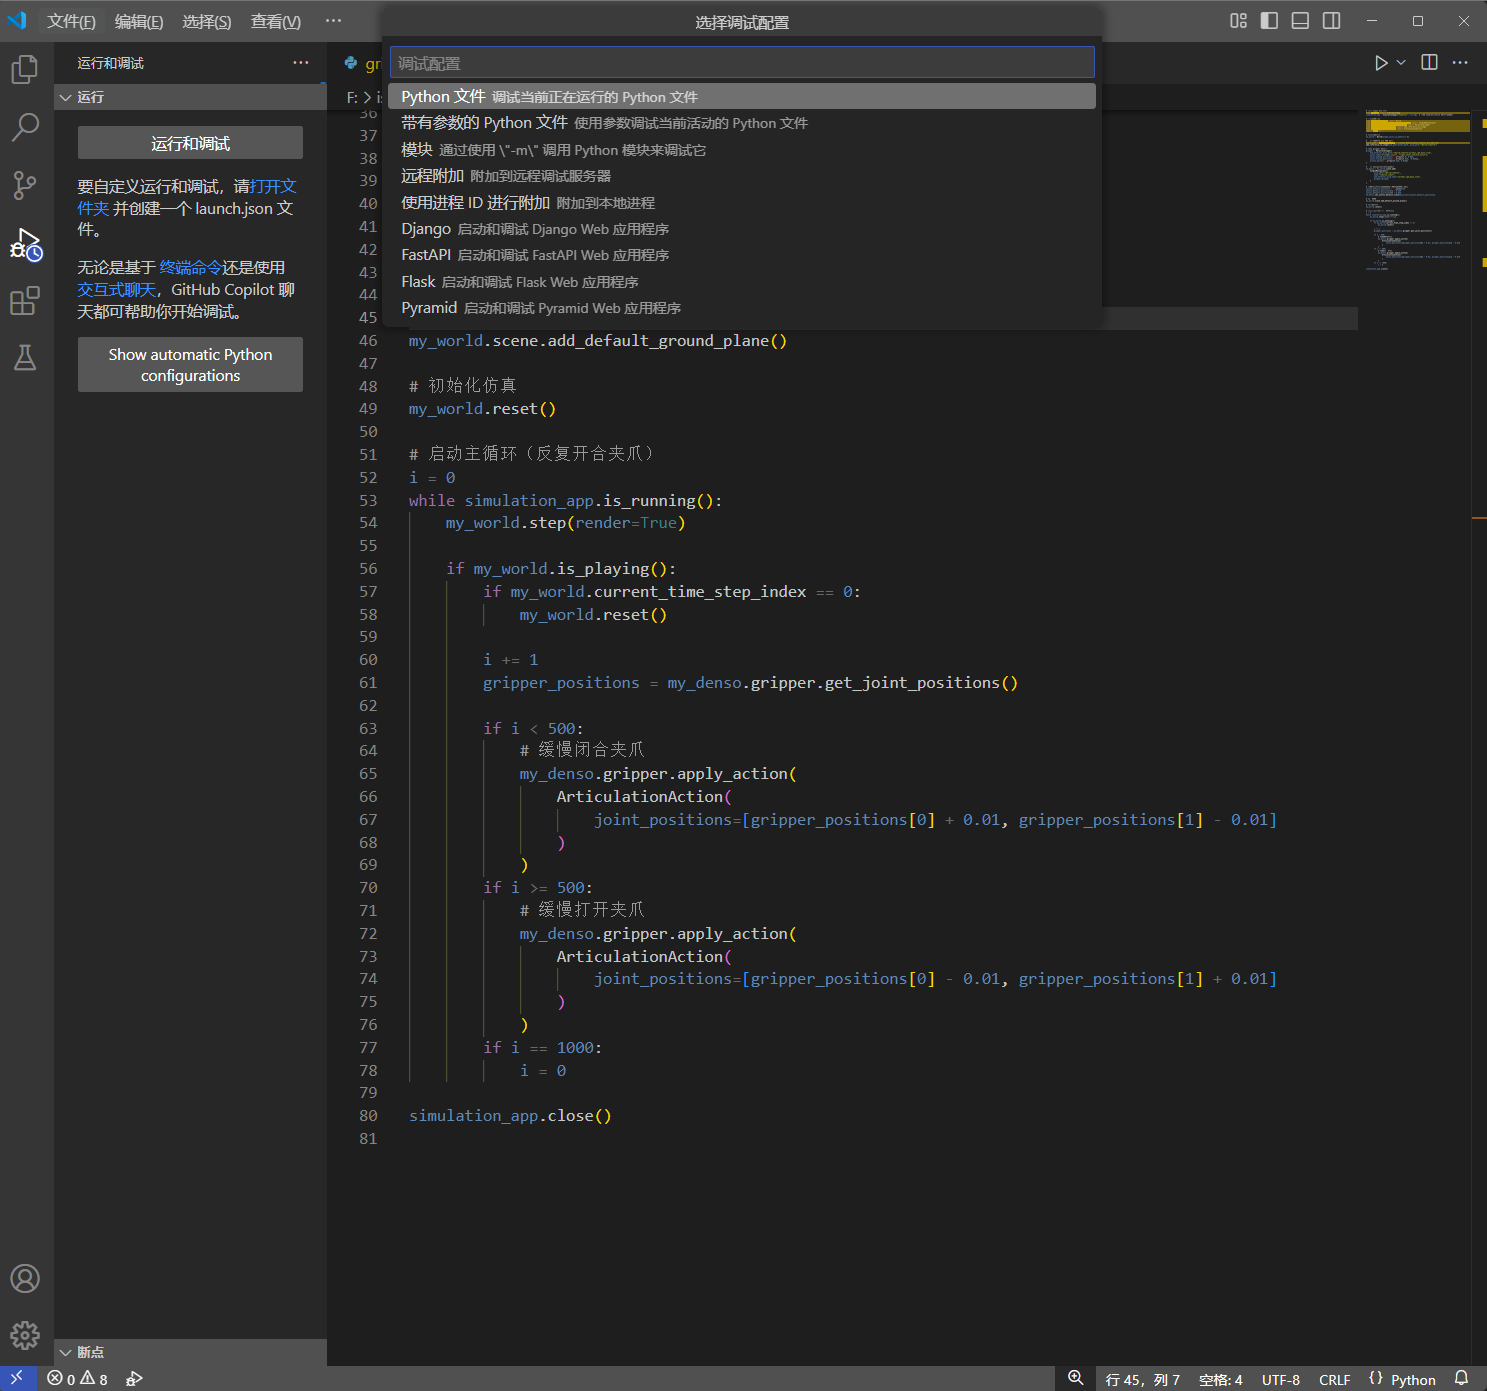 文件(F) 编辑(E) 选择(S) 查看(V) ···
选择调试配置
运行和调试 ···
调试配置
运行
F: > is
Python 文件 调试当前正在运行的 Python 文件
带有参数的 Python 文件 使用参数调试当前活动的 Python 文件
模块 通过使用 \"-m\" 调用 Python 模块来调试它
远程附加 附加到远程调试服务器
使用进程 ID 进行附加 附加到本地进程
Django 启动和调试 Django Web 应用程序
FastAPI 启动和调试 FastAPI Web 应用程序
Flask 启动和调试 Flask Web 应用程序
Pyramid 启动和调试 Pyramid Web 应用程序
运行和调试
要自定义运行和调试，请打开文
件夹 并创建一个 launch.json 文
件。
无论是基于 终端命令还是使用
交互式聊天，GitHub Copilot 聊
天都可帮助你开始调试。
Show automatic Python
configurations
36
37
38
39
40
41
42
43
44
45
46 my_world.scene.add_default_ground_plane()
47
48 # 初始化仿真
49 my_world.reset()
50
51 # 启动主循环（反复开合夹爪）
52 i = 0
53 while simulation_app.is_running():
54     my_world.step(render=True)
55
56     if my_world.is_playing():
57         if my_world.current_time_step_index == 0:
58             my_world.reset()
59
60         i += 1
61         gripper_positions = my_denso.gripper.get_joint_positions()
62
63         if i < 500:
64             # 缓慢闭合夹爪
65             my_denso.gripper.apply_action(
66                 ArticulationAction(
67                     joint_positions=[gripper_positions[0] + 0.01, gripper_positions[1] - 0.01]
68                 )
69             )
70         if i >= 500:
71             # 缓慢打开夹爪
72             my_denso.gripper.apply_action(
73                 ArticulationAction(
74                     joint_positions=[gripper_positions[0] - 0.01, gripper_positions[1] + 0.01]
75                 )
76             )
77         if i == 1000:
78             i = 0
79
80 simulation_app.close()
81
断点
0 8
行 45，列 7 空格: 4 UTF-8 CRLF {} Python